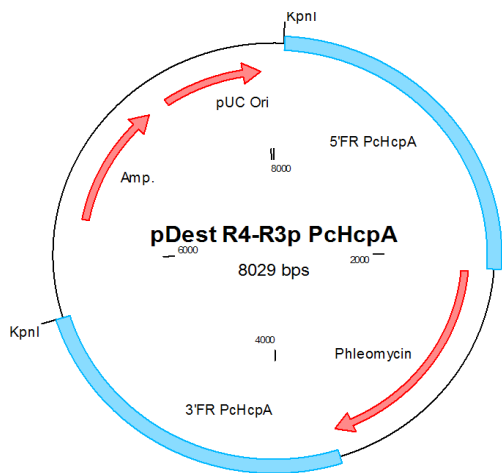 KpnI
pUC Ori
5'FR PcHcpA
Amp.
8000
pDest R4-R3p PcHcpA
6000
2000
8029 bps
KpnI
4000
Phleomycin
3'FR PcHcpA